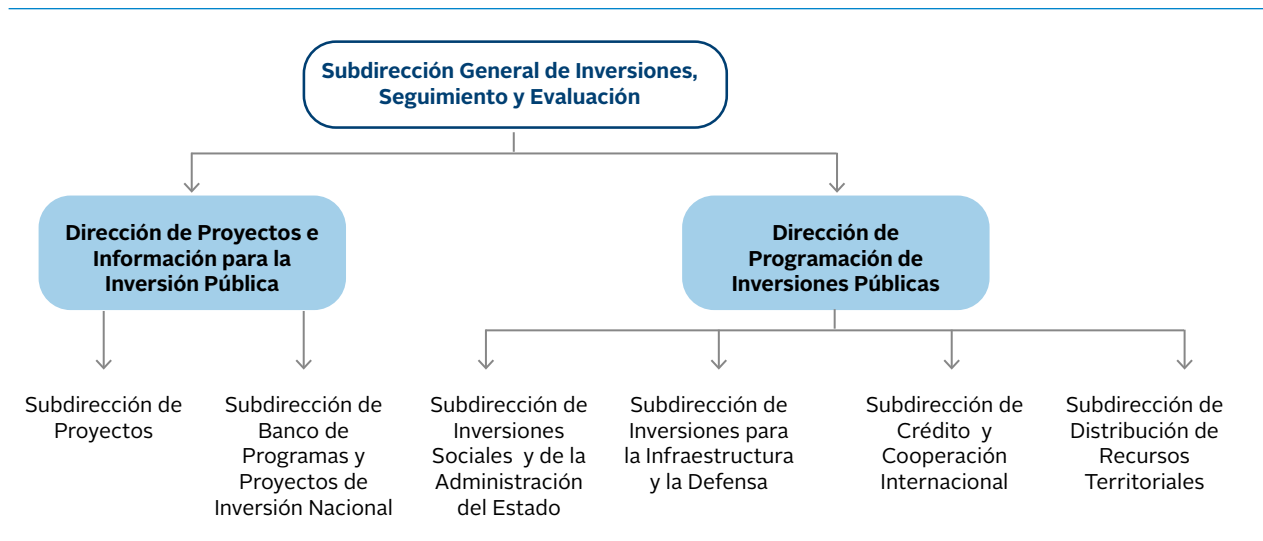 Subdirección General de Inversiones,
Seguimiento y Evaluación
Dirección de Proyectos e
Información para la
Inversión Pública
Dirección de
Programación de
Inversiones Públicas
Subdirección de
Proyectos
Subdirección de
Banco de
Programas y
Proyectos de
Inversión Nacional
Subdirección de
Inversiones
Sociales y de la
Administración
del Estado
Subdirección de
Inversiones para
la Infraestructura
y la Defensa
Subdirección de
Crédito y
Cooperación
Internacional
Subdirección de
Distribución de
Recursos
Territoriales